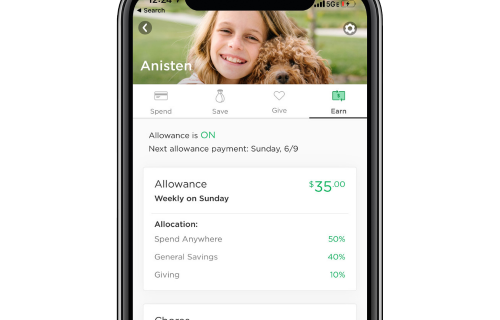 12:24
5GE
Search
Anisten
Spend Save Give Earn
Allowance is ON
Next allowance payment: Sunday, 6/9
Allowance $35.00
Weekly on Sunday
Allocation:
Spend Anywhere 50%
General Savings 40%
Giving 10%
Chores